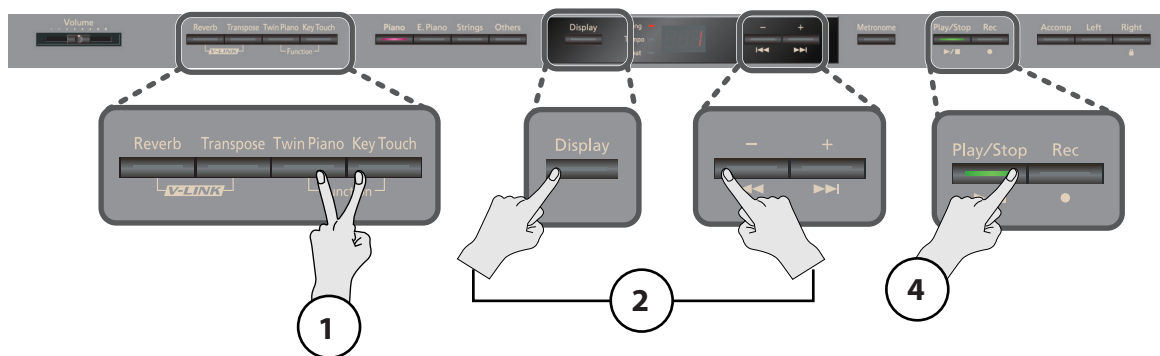 Volume
Reverb Transpose Twin Piano Key Touch
V-LINK Function
Piano E. Piano Strings Others
Display
− +
Metronome
Play/Stop Rec
Accomp Left Right
Reverb Transpose Twin Piano Key Touch
V-LINK
Display
− +
Play/Stop Rec
1
2
4